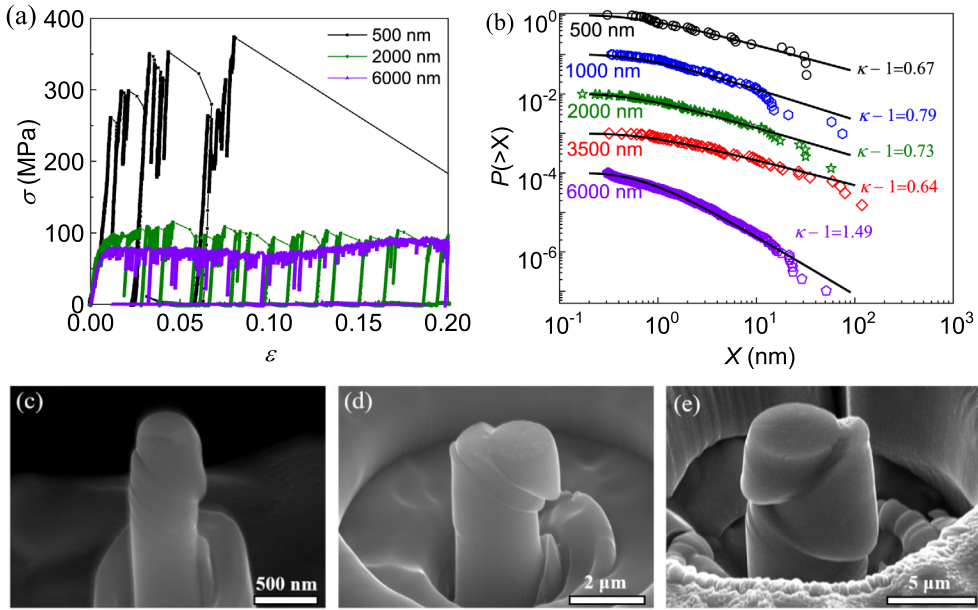 (a)
400
300
200
100
0
σ (MPa)
500 nm
2000 nm
6000 nm
0.00
0.05
0.10
0.15
0.20
ε
(b)
10⁰
10⁻²
10⁻⁴
10⁻⁶
P(>X)
500 nm
κ − 1=0.67
1000 nm
κ − 1=0.79
2000 nm
κ − 1=0.73
3500 nm
κ − 1=0.64
6000 nm
κ − 1=1.49
10⁻¹
10⁰
10¹
10²
10³
X (nm)
(c)
500 nm
(d)
2 μm
(e)
5 μm